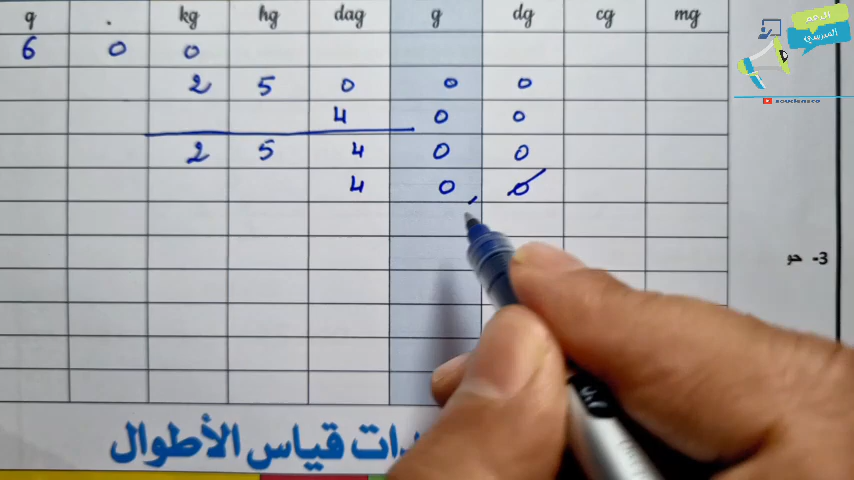 q . kg hg dag g dg cg mg
6 0 0
2 5 0 0 0
4 0 0
2 5 4 0 0
4 0 , 0
3- حو
دات قياس الأطوال
الدعم
المدرسي